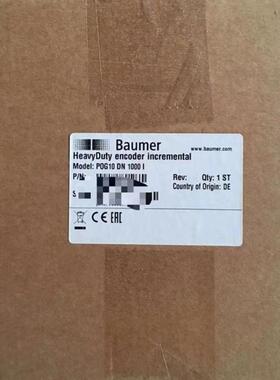 Baumer
www.baumer.com
HeavyDuty encoder incremental
Model: POG10 DN 1000 I
P/N:
Rev: Qty: 1 ST
S
Country of Origin: DE
CE EAC